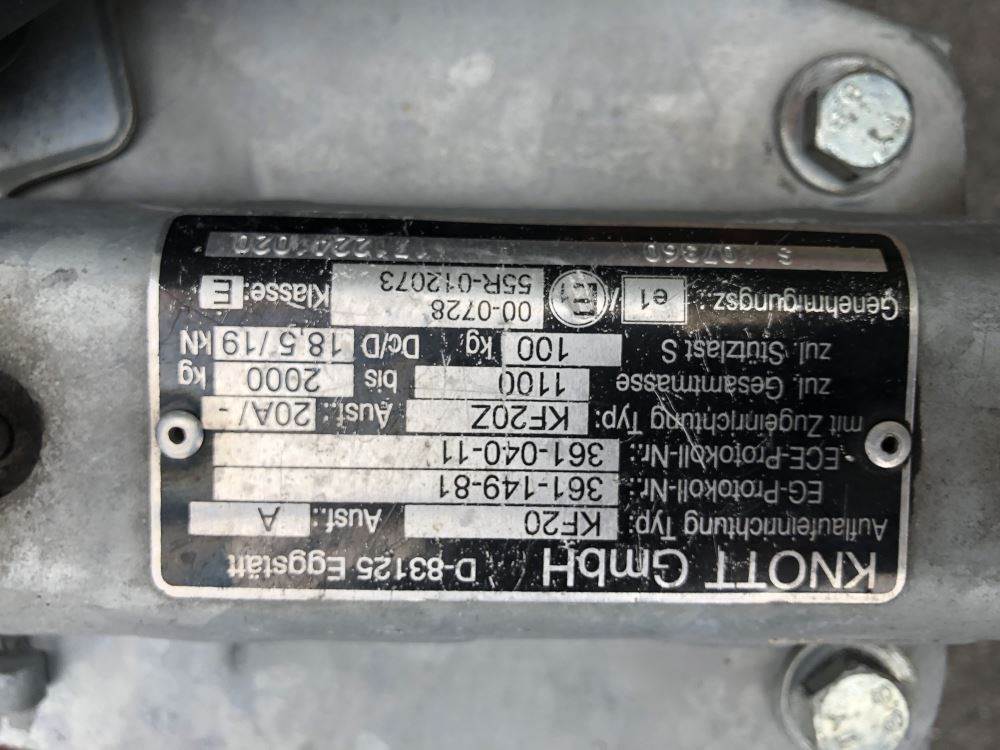 KNOTT GmbH D-83125 Eggstätt
Auflaufeinrichtung Typ: KF20 Ausf.: A
EG-Protokoll-Nr.: 361-149-81
ECE-Protokoll-Nr.: 361-040-11
mit Zugeinrichtung Typ: KF20Z Ausf.: 20A/-
zul. Gesamtmasse 1100 bis 2000 kg
zul. Stützlast S 100 kg Dc/D 18.5/19 kN
Genehmigungsz.: e1 / E1 00-0728 55R-012073 Klasse: E
S 107360